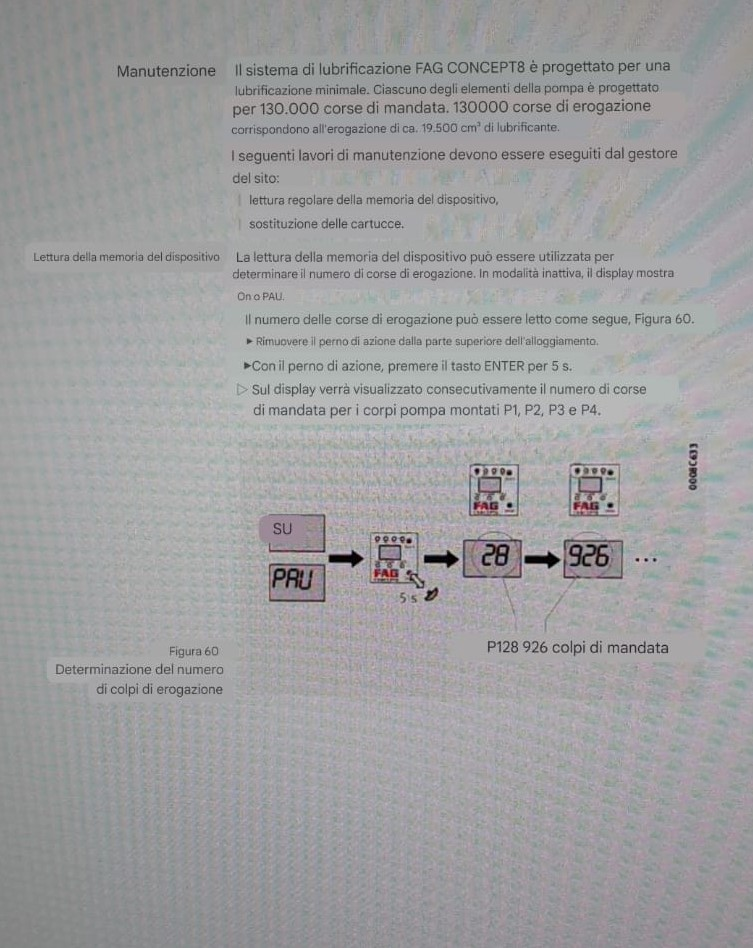 Manutenzione
Il sistema di lubrificazione FAG CONCEPT8 è progettato per una
lubrificazione minimale. Ciascuno degli elementi della pompa è progettato
per 130.000 corse di mandata. 130000 corse di erogazione
corrispondono all'erogazione di ca. 19.500 cm³ di lubrificante.
I seguenti lavori di manutenzione devono essere eseguiti dal gestore
del sito:
lettura regolare della memoria del dispositivo,
sostituzione delle cartucce.
Lettura della memoria del dispositivo
La lettura della memoria del dispositivo può essere utilizzata per
determinare il numero di corse di erogazione. In modalità inattiva, il display mostra
On o PAU.
Il numero delle corse di erogazione può essere letto come segue, Figura 60.
▶ Rimuovere il perno di azione dalla parte superiore dell'alloggiamento.
▶Con il perno di azione, premere il tasto ENTER per 5 s.
▷ Sul display verrà visualizzato consecutivamente il numero di corse
di mandata per i corpi pompa montati P1, P2, P3 e P4.
0008C633
FAG
FAG
SU
PAU
FAG
5 s
28
926
...
P128 926 colpi di mandata
Figura 60
Determinazione del numero
di colpi di erogazione